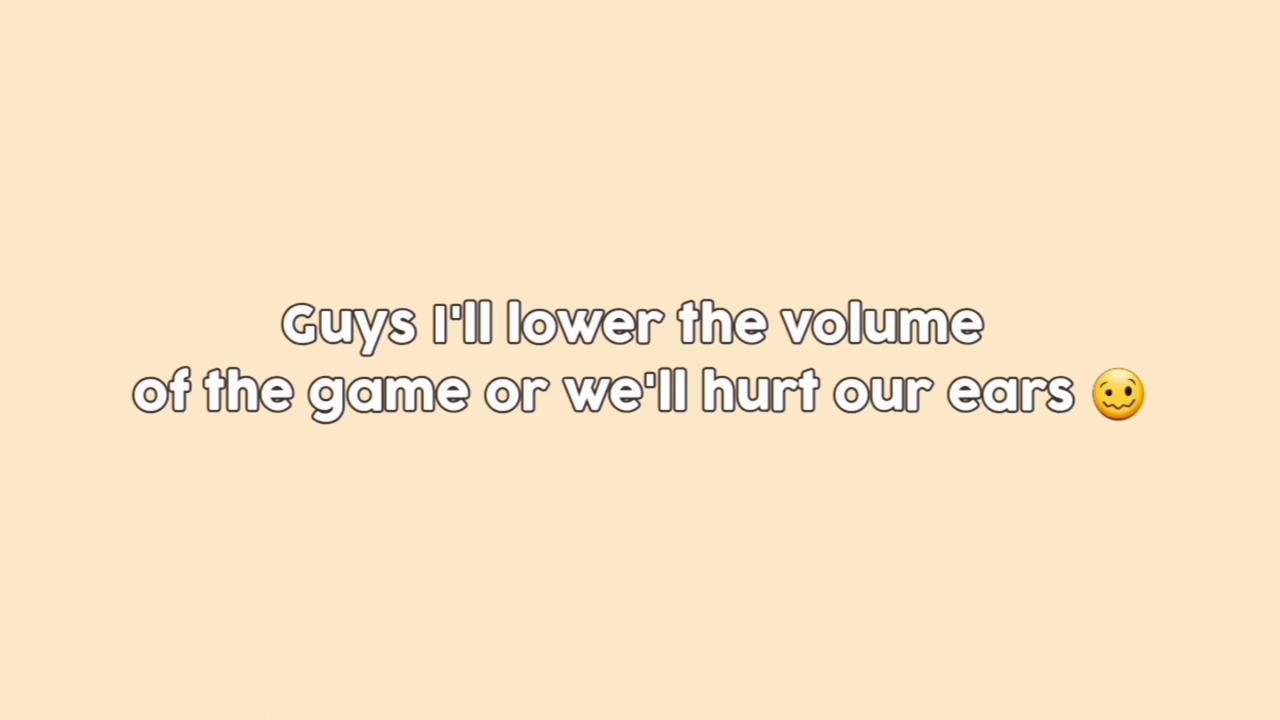 Guys I'll lower the volume
of the game or we'll hurt our ears 🥴